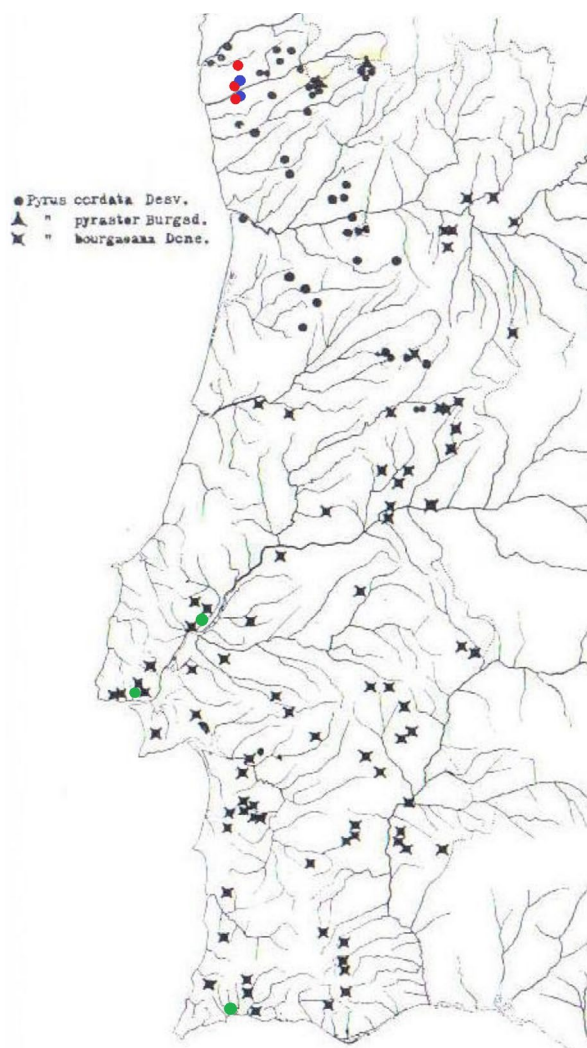 Pyrus cordata Desv.
" pyraster Burgsd.
" bourgaeana Dcne.